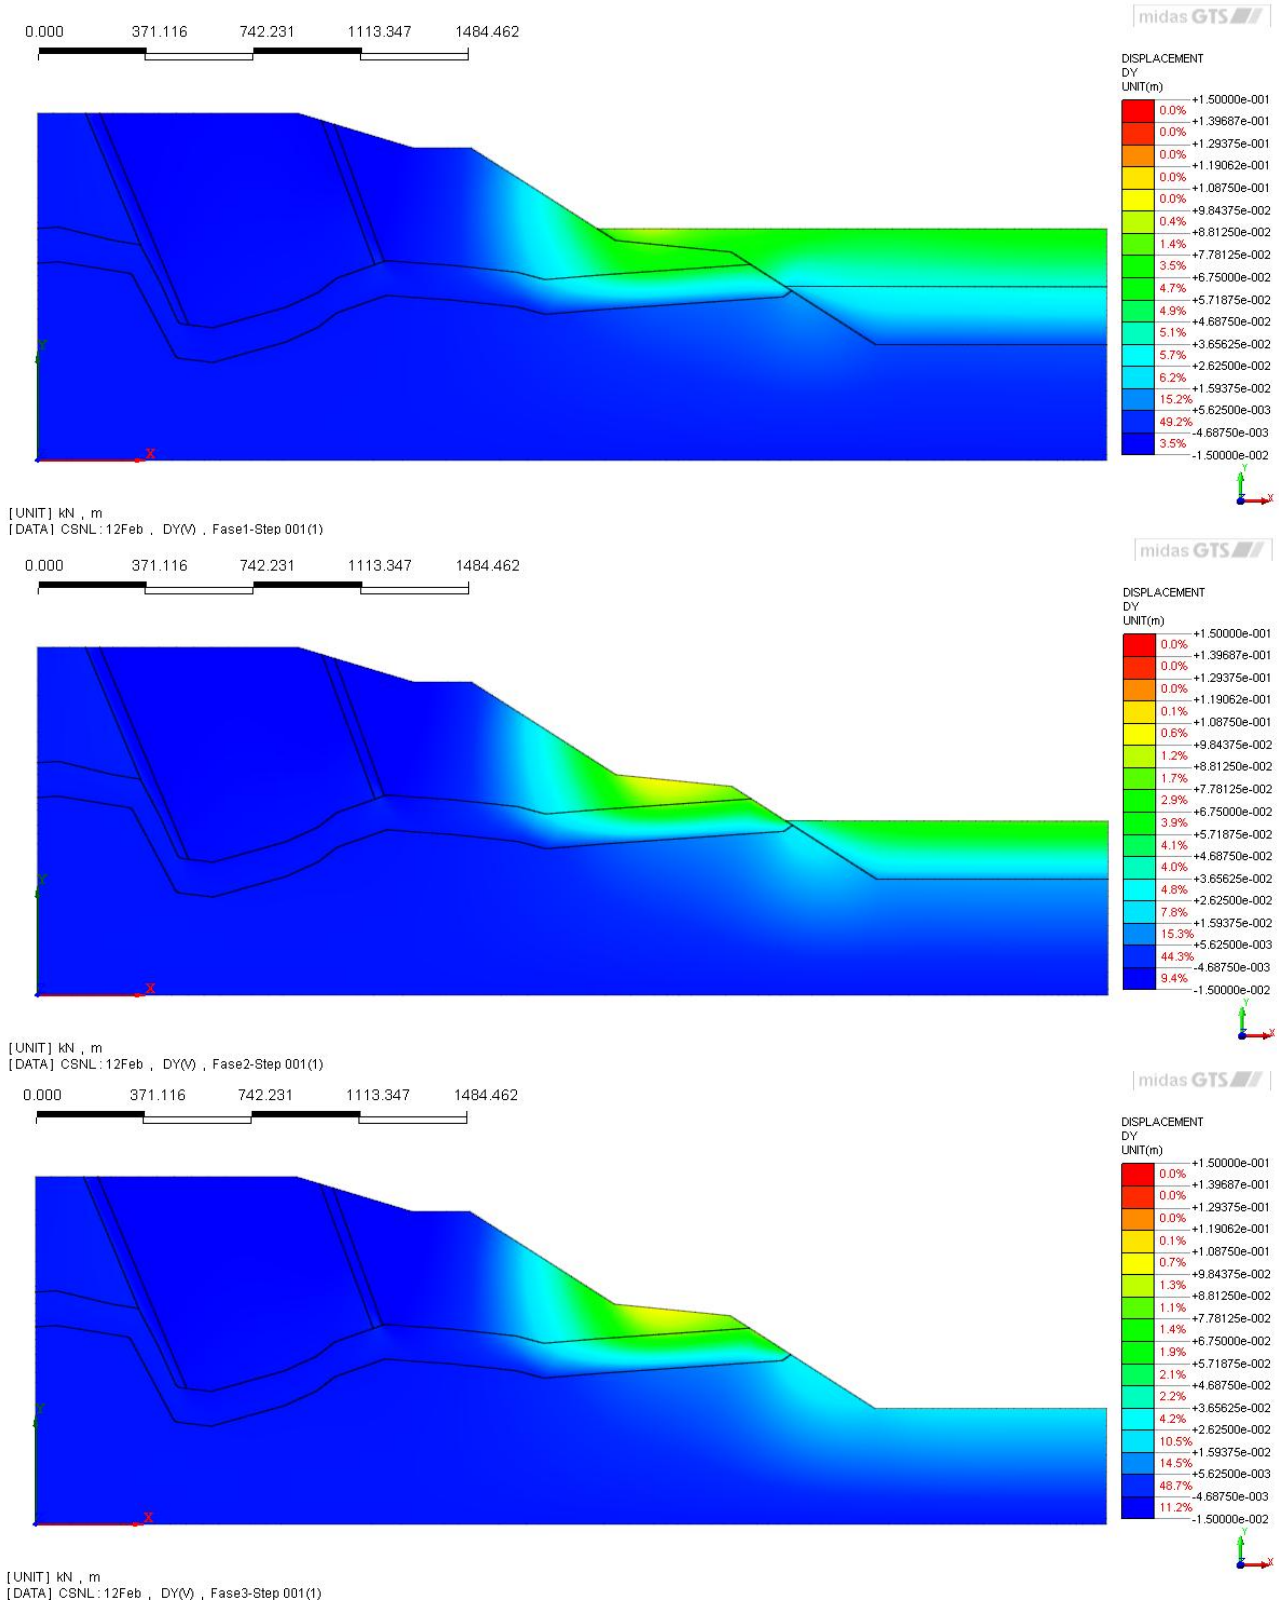 midas GTS
0.000 371.116 742.231 1113.347 1484.462
DISPLACEMENT
DY
UNIT(m)
+1.50000e-001
0.0%
+1.39687e-001
0.0%
+1.29375e-001
0.0%
+1.19062e-001
0.0%
+1.08750e-001
0.0%
+9.84375e-002
0.4%
+8.81250e-002
1.4%
+7.78125e-002
3.5%
+6.75000e-002
4.7%
+5.71875e-002
4.9%
+4.68750e-002
5.1%
+3.65625e-002
5.7%
+2.62500e-002
6.2%
+1.59375e-002
15.2%
+5.62500e-003
49.2%
-4.68750e-003
3.5%
-1.50000e-002
Y
X
Y
X
[UNIT] kN , m
[DATA] CSNL : 12Feb , DY(V) , Fase1-Step 001(1)
midas GTS
0.000 371.116 742.231 1113.347 1484.462
DISPLACEMENT
DY
UNIT(m)
+1.50000e-001
0.0%
+1.39687e-001
0.0%
+1.29375e-001
0.0%
+1.19062e-001
0.1%
+1.08750e-001
0.6%
+9.84375e-002
1.2%
+8.81250e-002
1.7%
+7.78125e-002
2.9%
+6.75000e-002
3.9%
+5.71875e-002
4.1%
+4.68750e-002
4.0%
+3.65625e-002
4.8%
+2.62500e-002
7.8%
+1.59375e-002
15.3%
+5.62500e-003
44.3%
-4.68750e-003
9.4%
-1.50000e-002
Y
X
Y
X
[UNIT] kN , m
[DATA] CSNL : 12Feb , DY(V) , Fase2-Step 001(1)
midas GTS
0.000 371.116 742.231 1113.347 1484.462
DISPLACEMENT
DY
UNIT(m)
+1.50000e-001
0.0%
+1.39687e-001
0.0%
+1.29375e-001
0.0%
+1.19062e-001
0.1%
+1.08750e-001
0.7%
+9.84375e-002
1.3%
+8.81250e-002
1.1%
+7.78125e-002
1.4%
+6.75000e-002
1.9%
+5.71875e-002
2.1%
+4.68750e-002
2.2%
+3.65625e-002
4.2%
+2.62500e-002
10.5%
+1.59375e-002
14.5%
+5.62500e-003
48.7%
-4.68750e-003
11.2%
-1.50000e-002
Y
X
Y
X
[UNIT] kN , m
[DATA] CSNL : 12Feb , DY(V) , Fase3-Step 001(1)